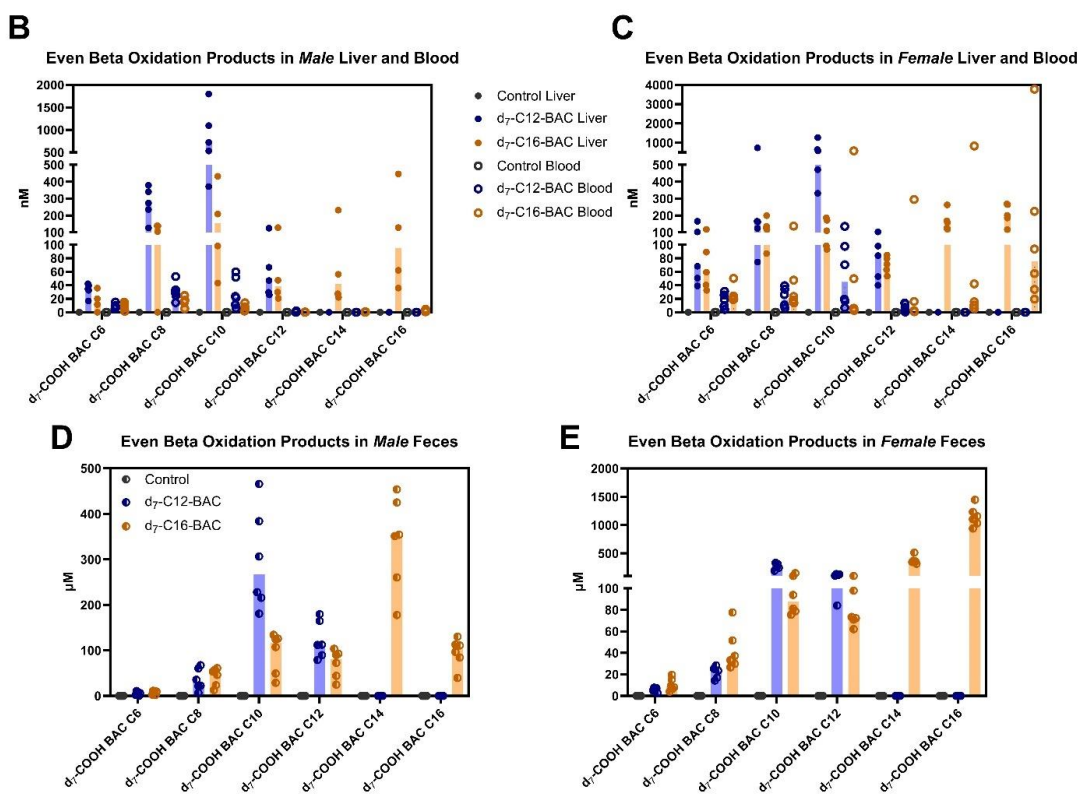 B
Even Beta Oxidation Products in Male Liver and Blood
2000
1500
1000
500
500
400
300
200
100
100
80
60
40
20
0
nM
d7-COOH BAC C6
d7-COOH BAC C8
d7-COOH BAC C10
d7-COOH BAC C12
d7-COOH BAC C14
d7-COOH BAC C16
Control Liver
d7-C12-BAC Liver
d7-C16-BAC Liver
Control Blood
d7-C12-BAC Blood
d7-C16-BAC Blood
C
Even Beta Oxidation Products in Female Liver and Blood
4000
3000
2000
1000
500
400
300
200
100
100
80
60
40
20
0
nM
d7-COOH BAC C6
d7-COOH BAC C8
d7-COOH BAC C10
d7-COOH BAC C12
d7-COOH BAC C14
d7-COOH BAC C16
D
Even Beta Oxidation Products in Male Feces
500
400
300
200
100
0
µM
Control
d7-C12-BAC
d7-C16-BAC
d7-COOH BAC C6
d7-COOH BAC C8
d7-COOH BAC C10
d7-COOH BAC C12
d7-COOH BAC C14
d7-COOH BAC C16
E
Even Beta Oxidation Products in Female Feces
2000
1500
1000
500
100
80
60
40
20
0
µM
d7-COOH BAC C6
d7-COOH BAC C8
d7-COOH BAC C10
d7-COOH BAC C12
d7-COOH BAC C14
d7-COOH BAC C16